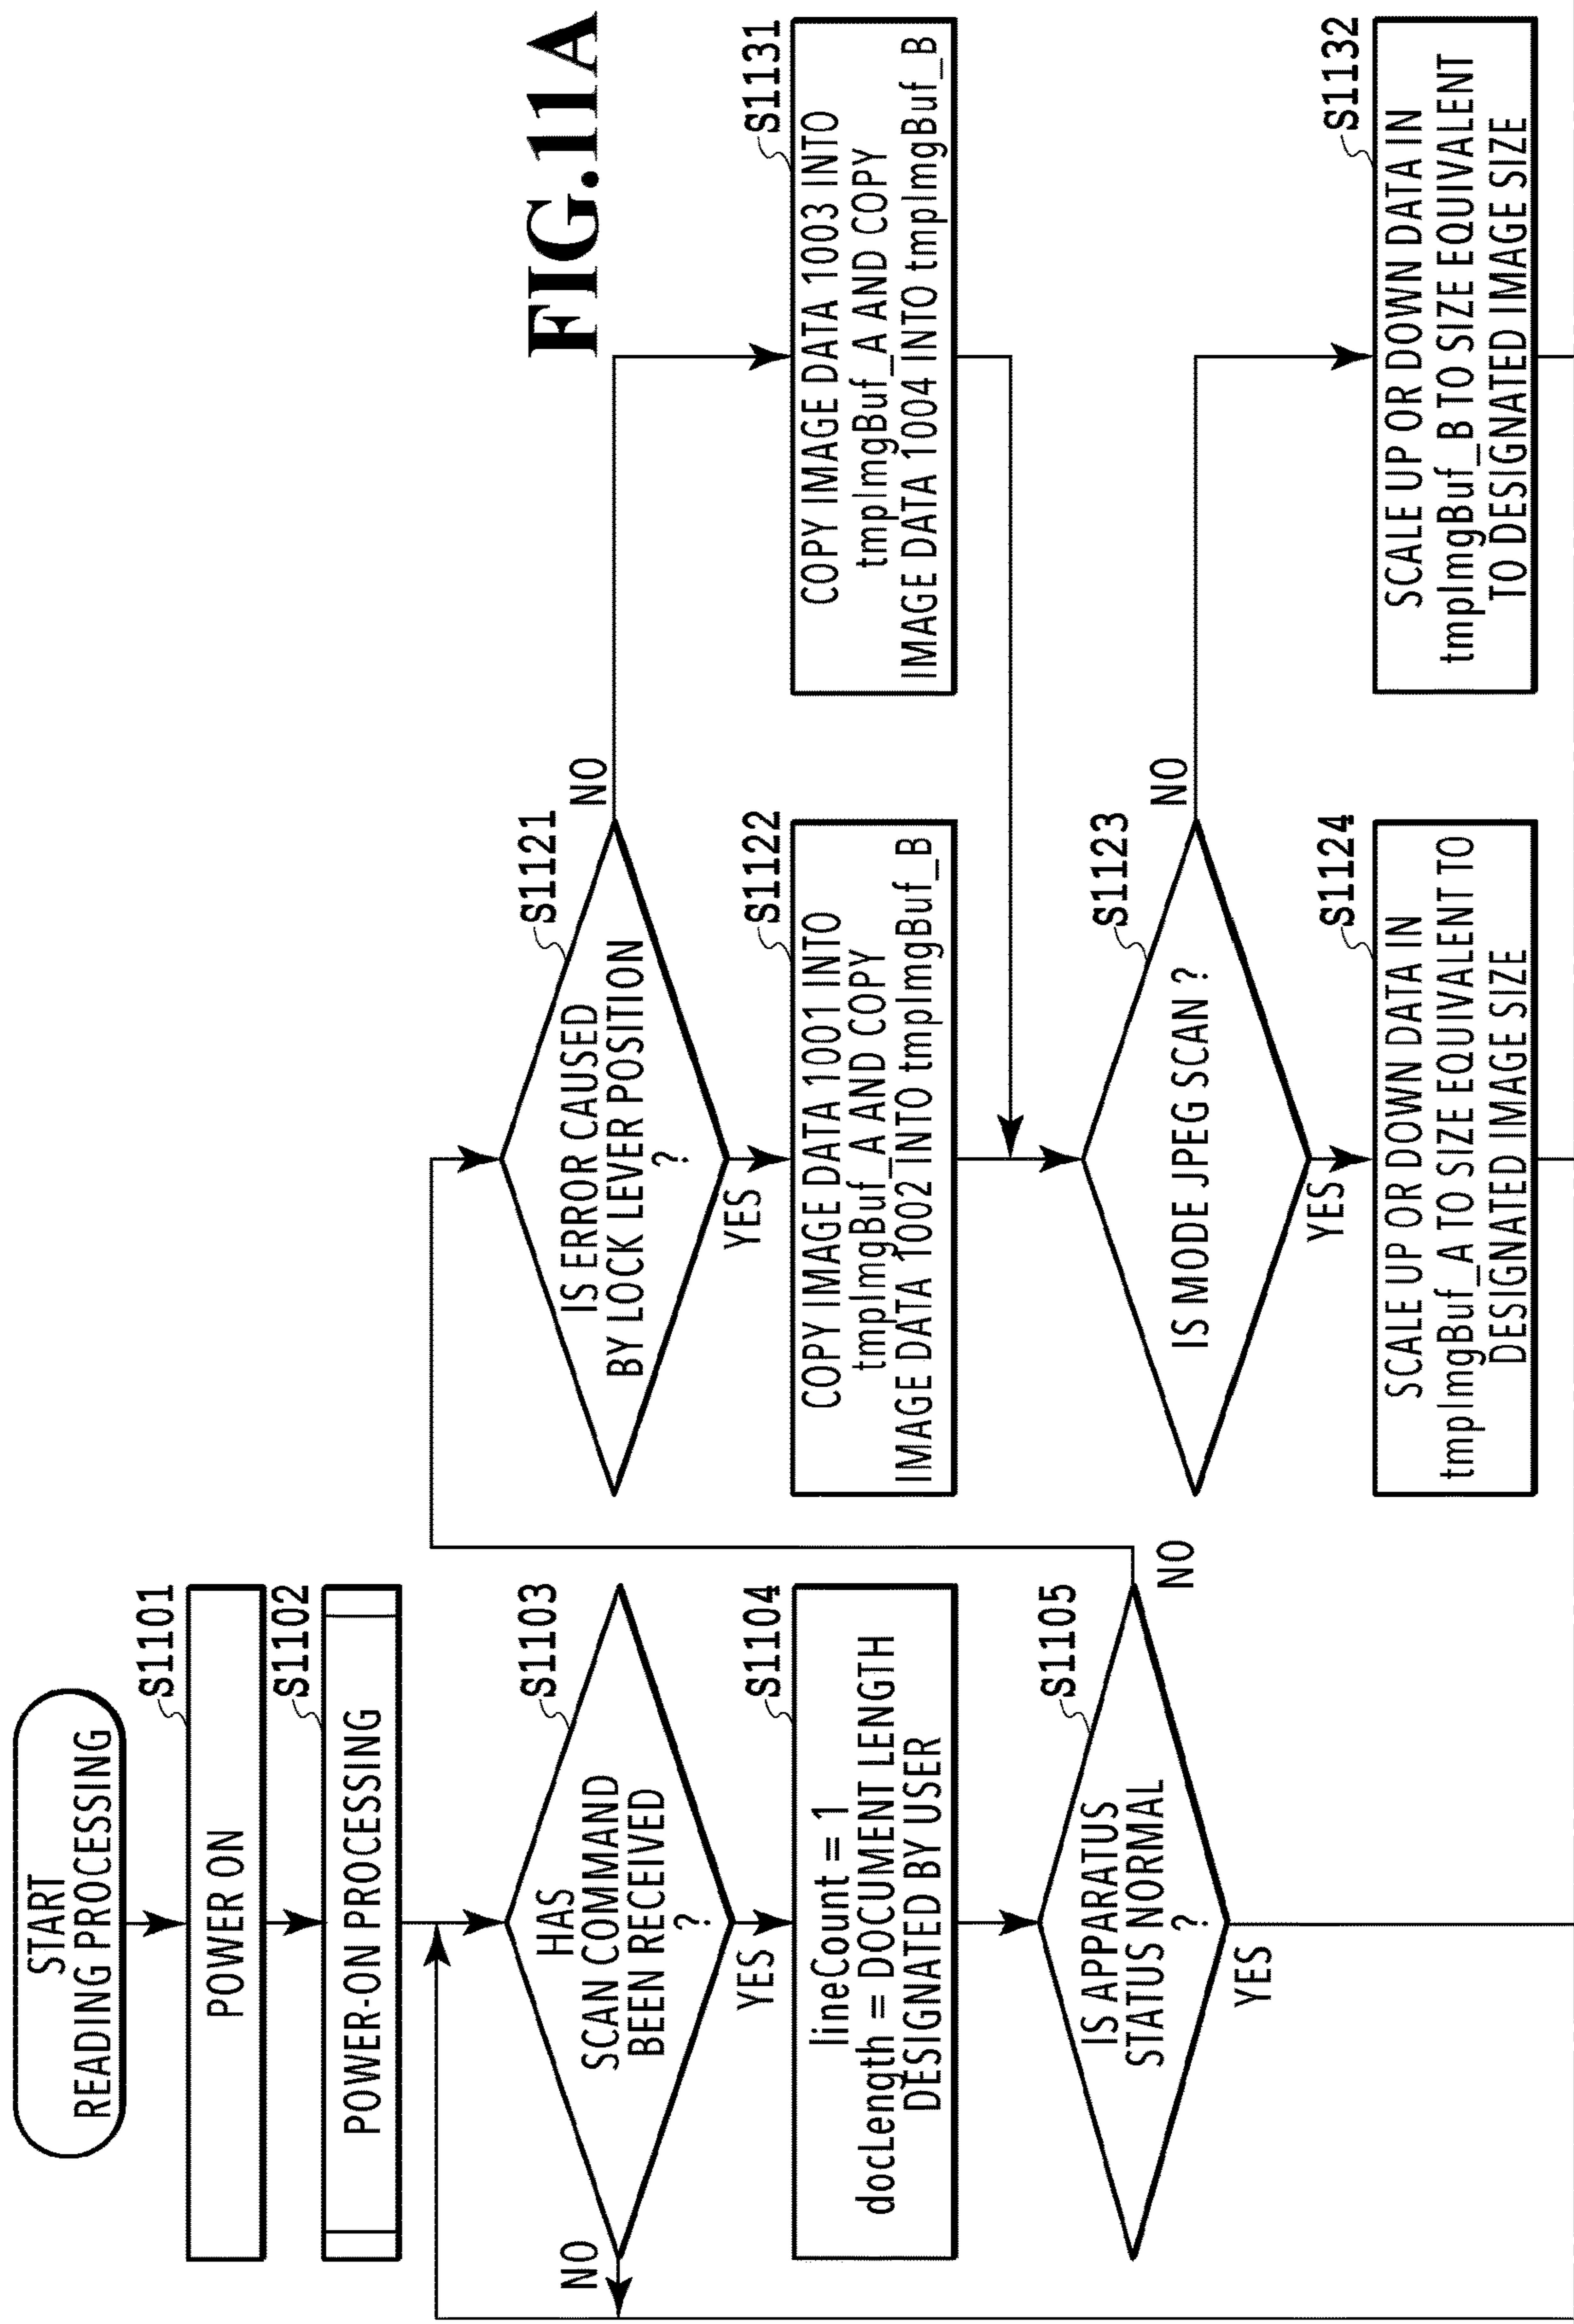 FIG.11A
START
READING PROCESSING
S1101
POWER ON
S1102
POWER-ON PROCESSING
S1103
HAS
SCAN COMMAND
BEEN RECEIVED
?
NO
YES
S1104
lineCount = 1
docLength = DOCUMENT LENGTH
DESIGNATED BY USER
S1105
IS APPARATUS
STATUS NORMAL
?
NO
YES
S1121
IS ERROR CAUSED
BY LOCK LEVER POSITION
?
NO
YES
S1122
COPY IMAGE DATA 1001 INTO
tmpImgBuf_A AND COPY
IMAGE DATA 1002 INTO tmpImgBuf_B
S1131
COPY IMAGE DATA 1003 INTO
tmpImgBuf_A AND COPY
IMAGE DATA 1004 INTO tmpImgBuf_B
S1123
IS MODE JPEG SCAN ?
NO
YES
S1124
SCALE UP OR DOWN DATA IN
tmpImgBuf_A TO SIZE EQUIVALENT TO
DESIGNATED IMAGE SIZE
S1132
SCALE UP OR DOWN DATA IN
tmpImgBuf_B TO SIZE EQUIVALENT
TO DESIGNATED IMAGE SIZE